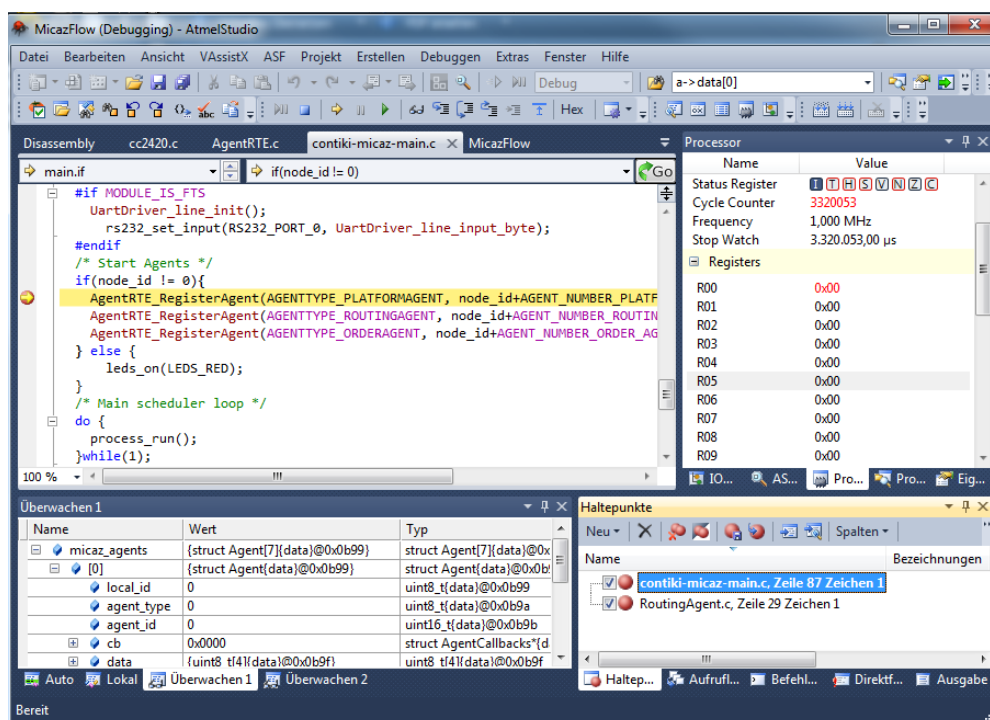 MicazFlow (Debugging) - AtmelStudio
Datei Bearbeiten Ansicht VAssistX ASF Projekt Erstellen Debuggen Extras Fenster Hilfe
Debug a->data[0]
Hex
Disassembly cc2420.c AgentRTE.c contiki-micaz-main.c MicazFlow
main.if if(node_id != 0) Go
#if MODULE_IS_FTS
UartDriver_line_init();
rs232_set_input(RS232_PORT_0, UartDriver_line_input_byte);
#endif
/* Start Agents */
if(node_id != 0){
AgentRTE_RegisterAgent(AGENTTYPE_PLATFORMAGENT, node_id+AGENT_NUMBER_PLATF
AgentRTE_RegisterAgent(AGENTTYPE_ROUTINGAGENT, node_id+AGENT_NUMBER_ROUTIN
AgentRTE_RegisterAgent(AGENTTYPE_ORDERAGENT, node_id+AGENT_NUMBER_ORDER_AG
} else {
leds_on(LEDS_RED);
}
/* Main scheduler loop */
do {
process_run();
}while(1);
100 %
Processor
Name Value
Status Register I T H S V N Z C
Cycle Counter 3320053
Frequency 1,000 MHz
Stop Watch 3.320.053,00 µs
Registers
R00 0x00
R01 0x00
R02 0x00
R03 0x00
R04 0x00
R05 0x00
R06 0x00
R07 0x00
R08 0x00
R09 0x00
IO... AS... Pro... Pro... Eig...
Überwachen 1
Name Wert Typ
micaz_agents {struct Agent[7]{data}@0x0b99} struct Agent[7]{data}@0x
[0] {struct Agent{data}@0x0b99} struct Agent{data}@0x0b
local_id 0 uint8_t{data}@0x0b99
agent_type 0 uint8_t{data}@0x0b9a
agent_id 0 uint16_t{data}@0x0b9b
cb 0x0000 struct AgentCallbacks*{d
data {uint8_t[4]{data}@0x0b9f} uint8_t[4]{data}@0x0b9f
Auto Lokal Überwachen 1 Überwachen 2
Haltepunkte
Neu Spalten
Name Bezeichnungen
contiki-micaz-main.c, Zeile 87 Zeichen 1
RoutingAgent.c, Zeile 29 Zeichen 1
Haltep... Aufrufl... Befehl... Direktf... Ausgabe
Bereit